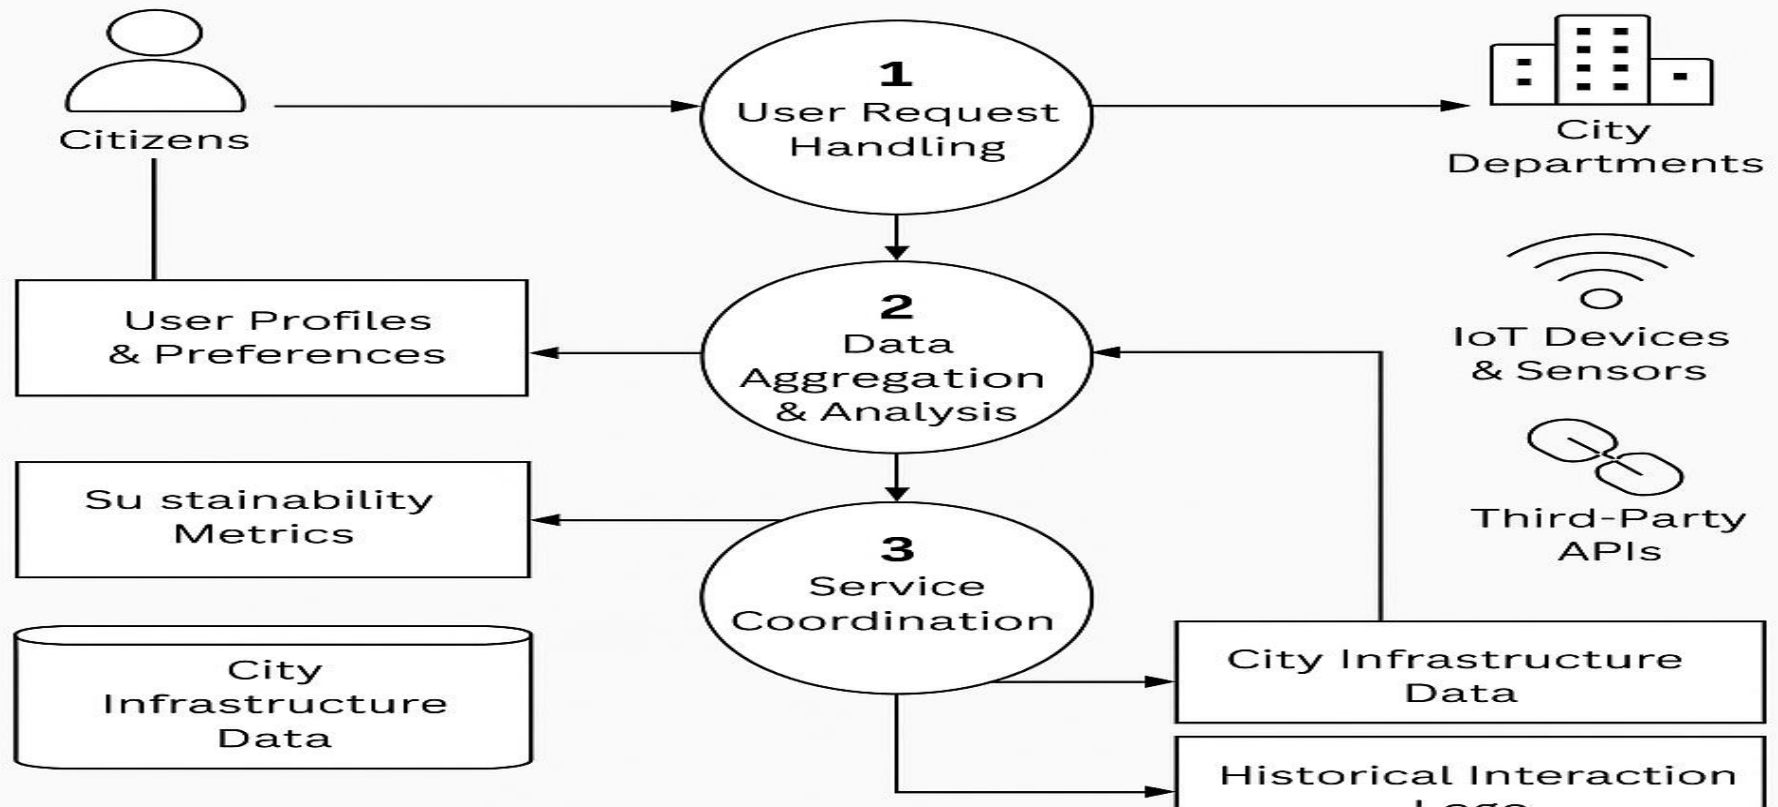 Citizens
1
User Request
Handling
City
Departments
User Profiles
& Preferences
2
Data
Aggregation
& Analysis
IoT Devices
& Sensors
Su stainability
Metrics
3
Service
Coordination
Third-Party
APIs
City
Infrastructure
Data
City Infrastructure
Data
Historical Interaction